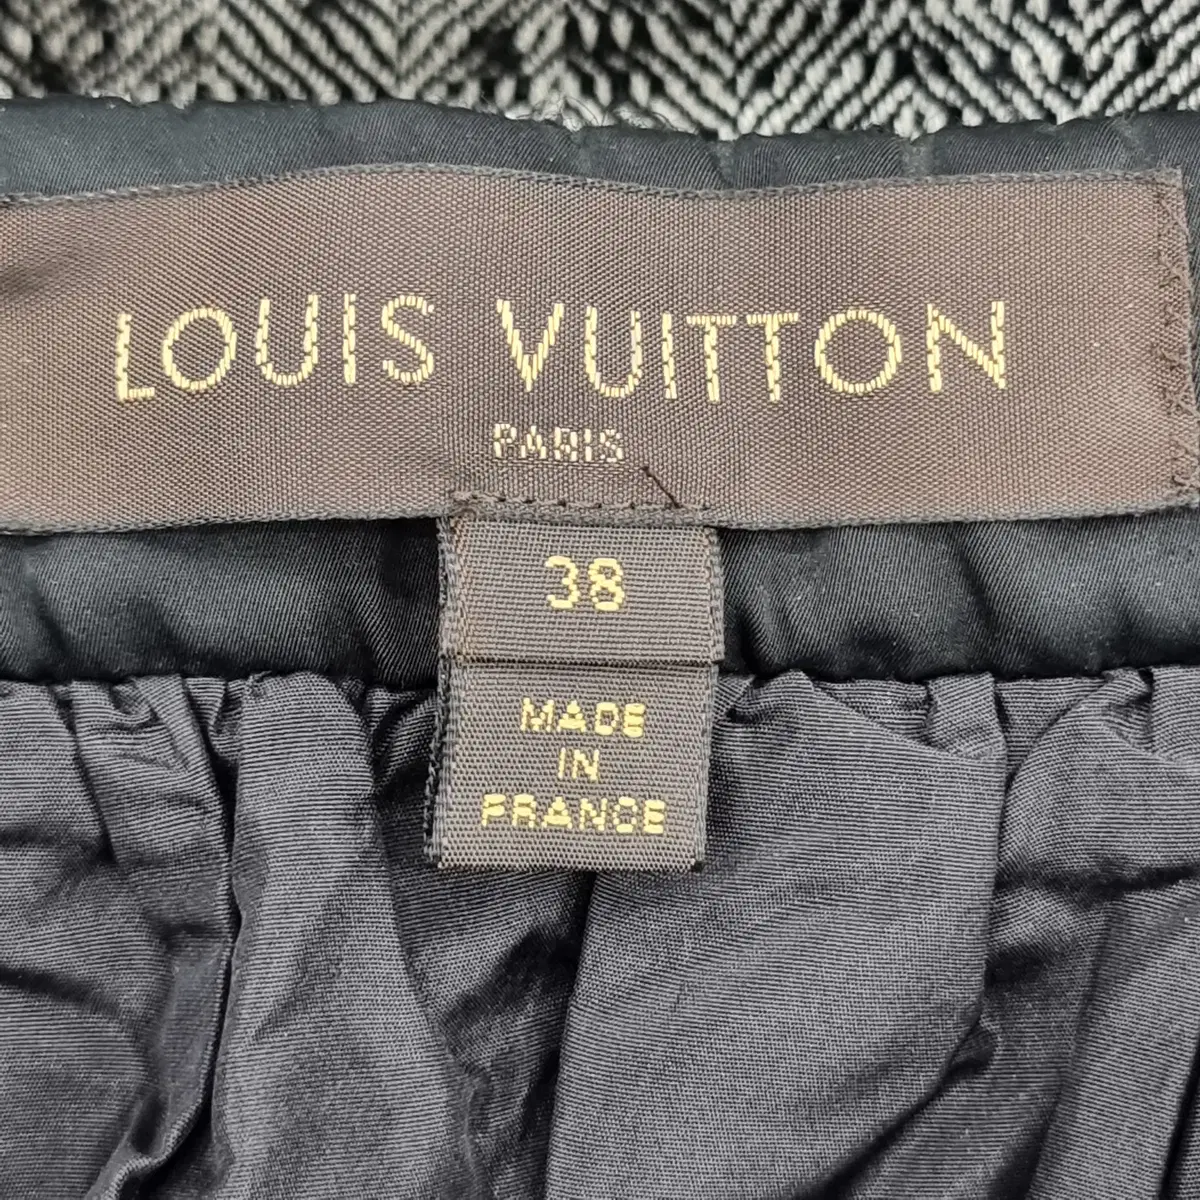 LOUIS VUITTON
PARIS
38
MADE
IN
FRANCE